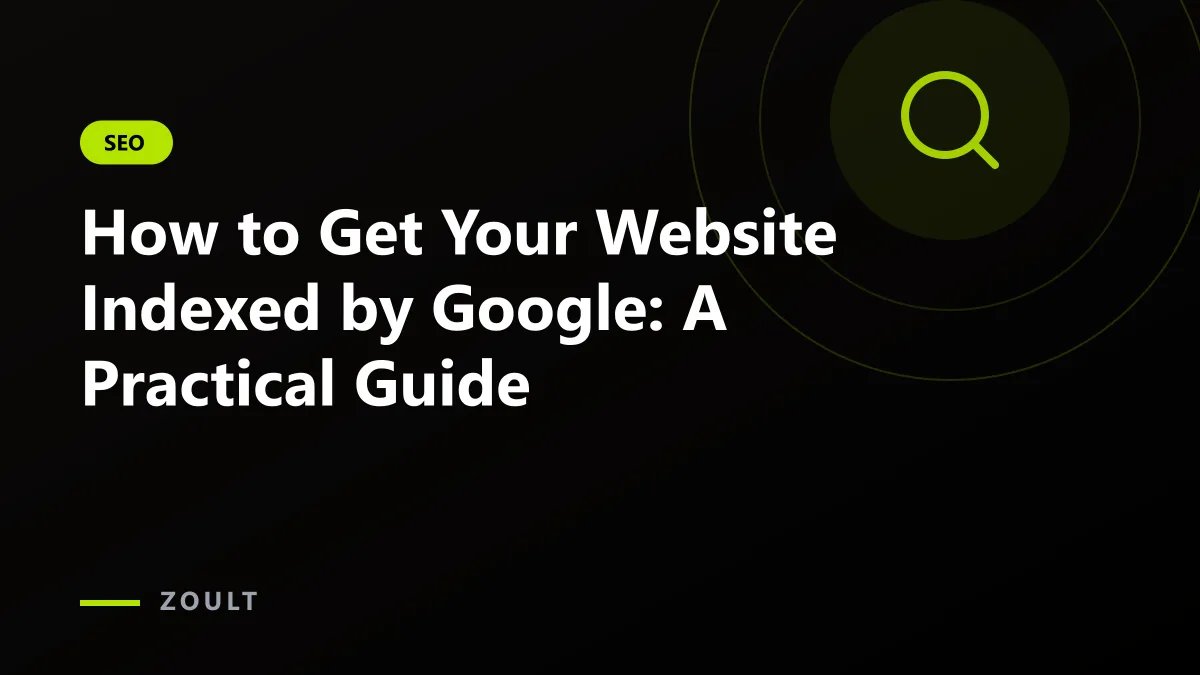 SEO
How to Get Your Website
Indexed by Google: A
Practical Guide
ZOULT